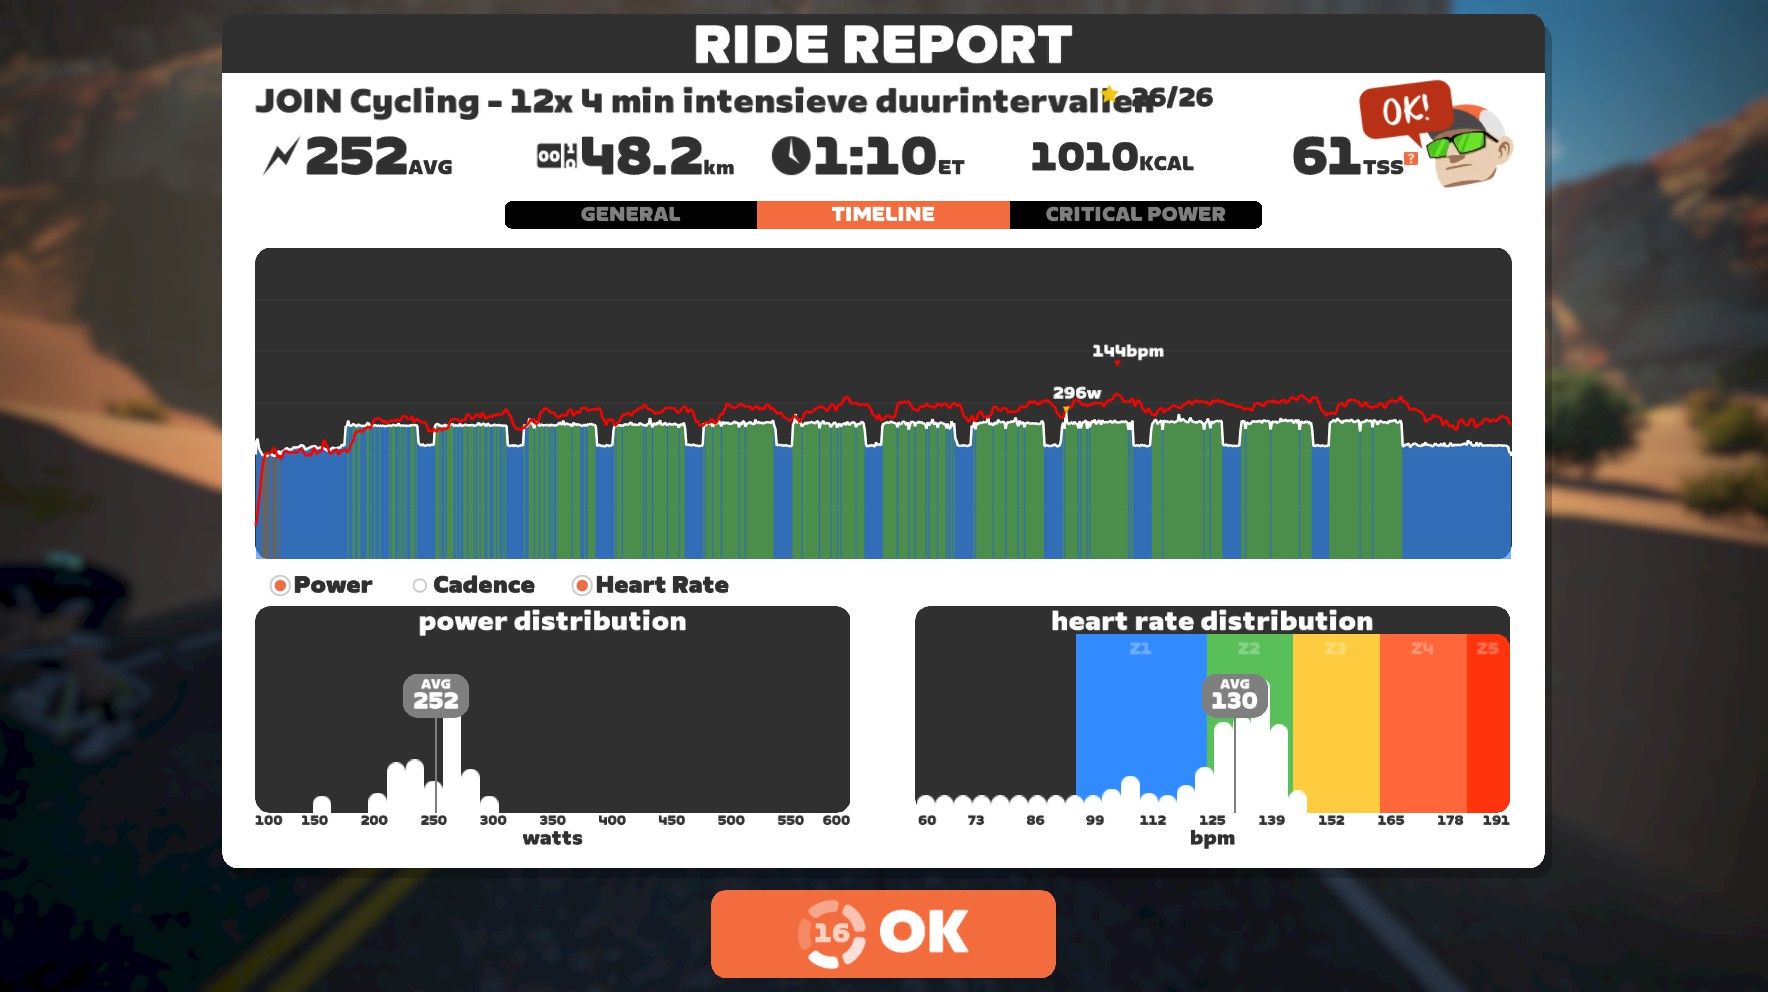 RIDE REPORT
JOIN Cycling - 12x 4 min intensieve duurintervallen 26/26
OK!
252AVG 48.2km 1:10ET 1010KCAL 61TSS?
GENERAL TIMELINE CRITICAL POWER
144bpm
296w
Power Cadence Heart Rate
power distribution
AVG
252
100 150 200 250 300 350 400 450 500 550 600
watts
heart rate distribution
Z1 Z2 Z3 Z4 Z5
AVG
130
60 73 86 99 112 125 139 152 165 178 191
bpm
16 OK